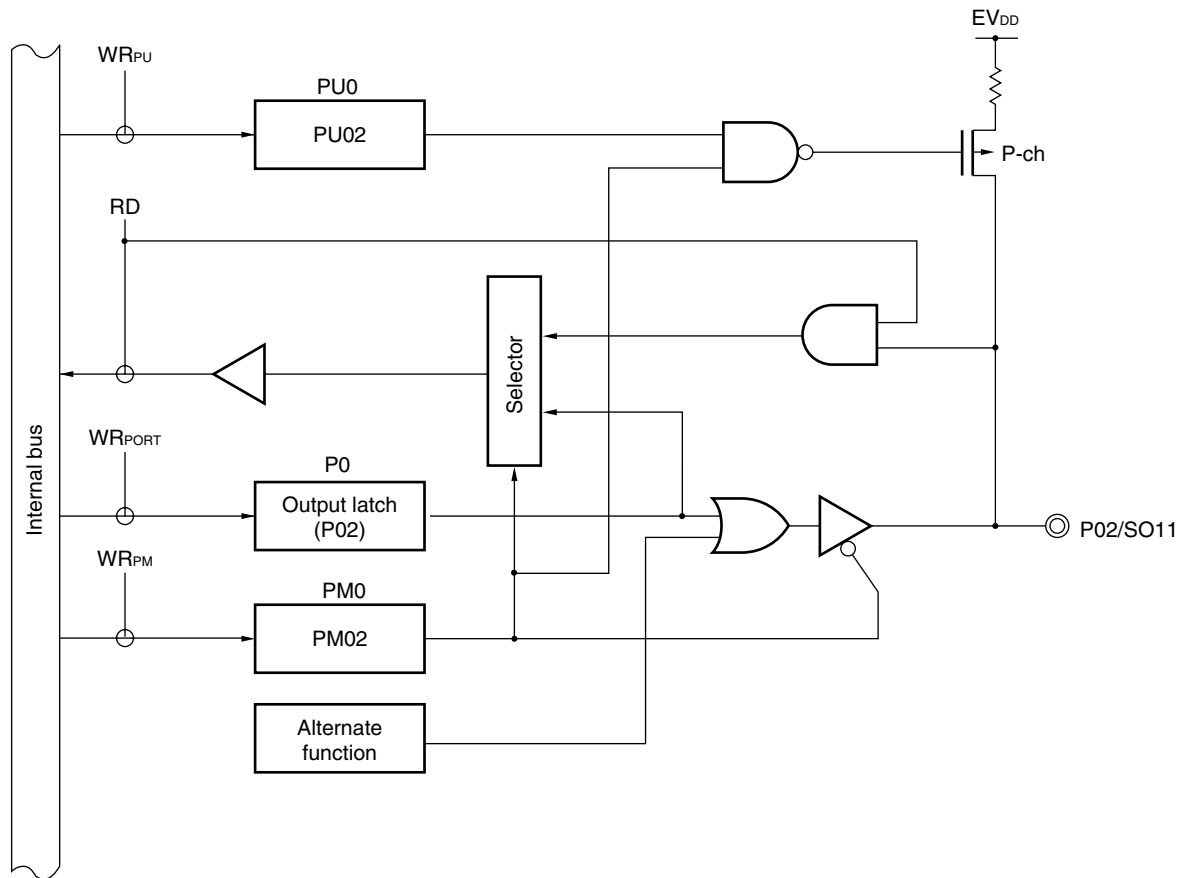 EVDD
WRPU
PU0
PU02
P-ch
RD
Selector
Internal bus
WRPORT
P0
Output latch
(P02)
P02/SO11
WRPM
PM0
PM02
Alternate
function